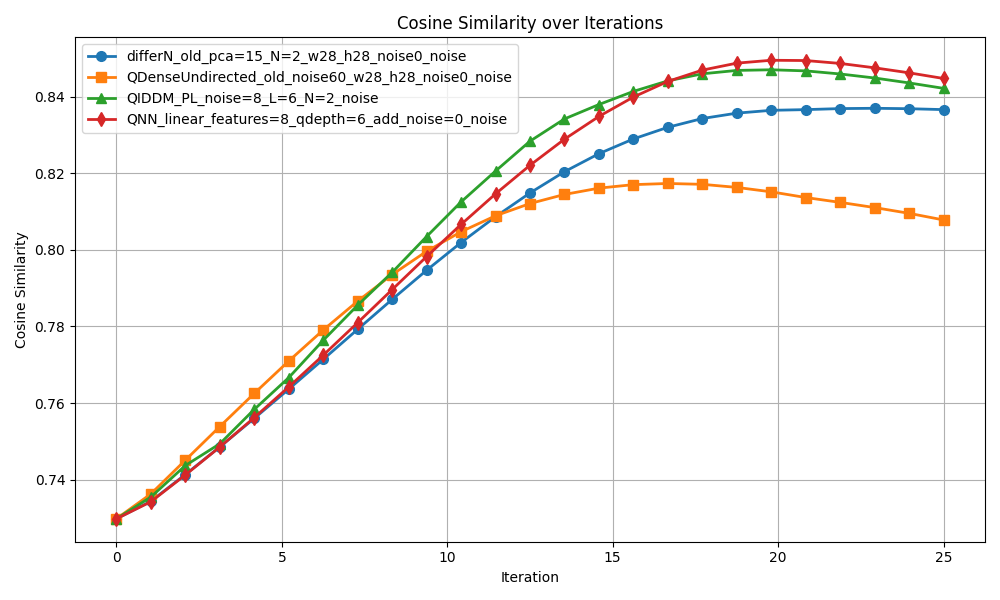 Cosine Similarity over Iterations
differN_old_pca=15_N=2_w28_h28_noise0_noise
QDenseUndirected_old_noise60_w28_h28_noise0_noise
QIDDM_PL_noise=8_L=6_N=2_noise
QNN_linear_features=8_qdepth=6_add_noise=0_noise
Cosine Similarity
0.84
0.82
0.80
0.78
0.76
0.74
0 5 10 15 20 25
Iteration